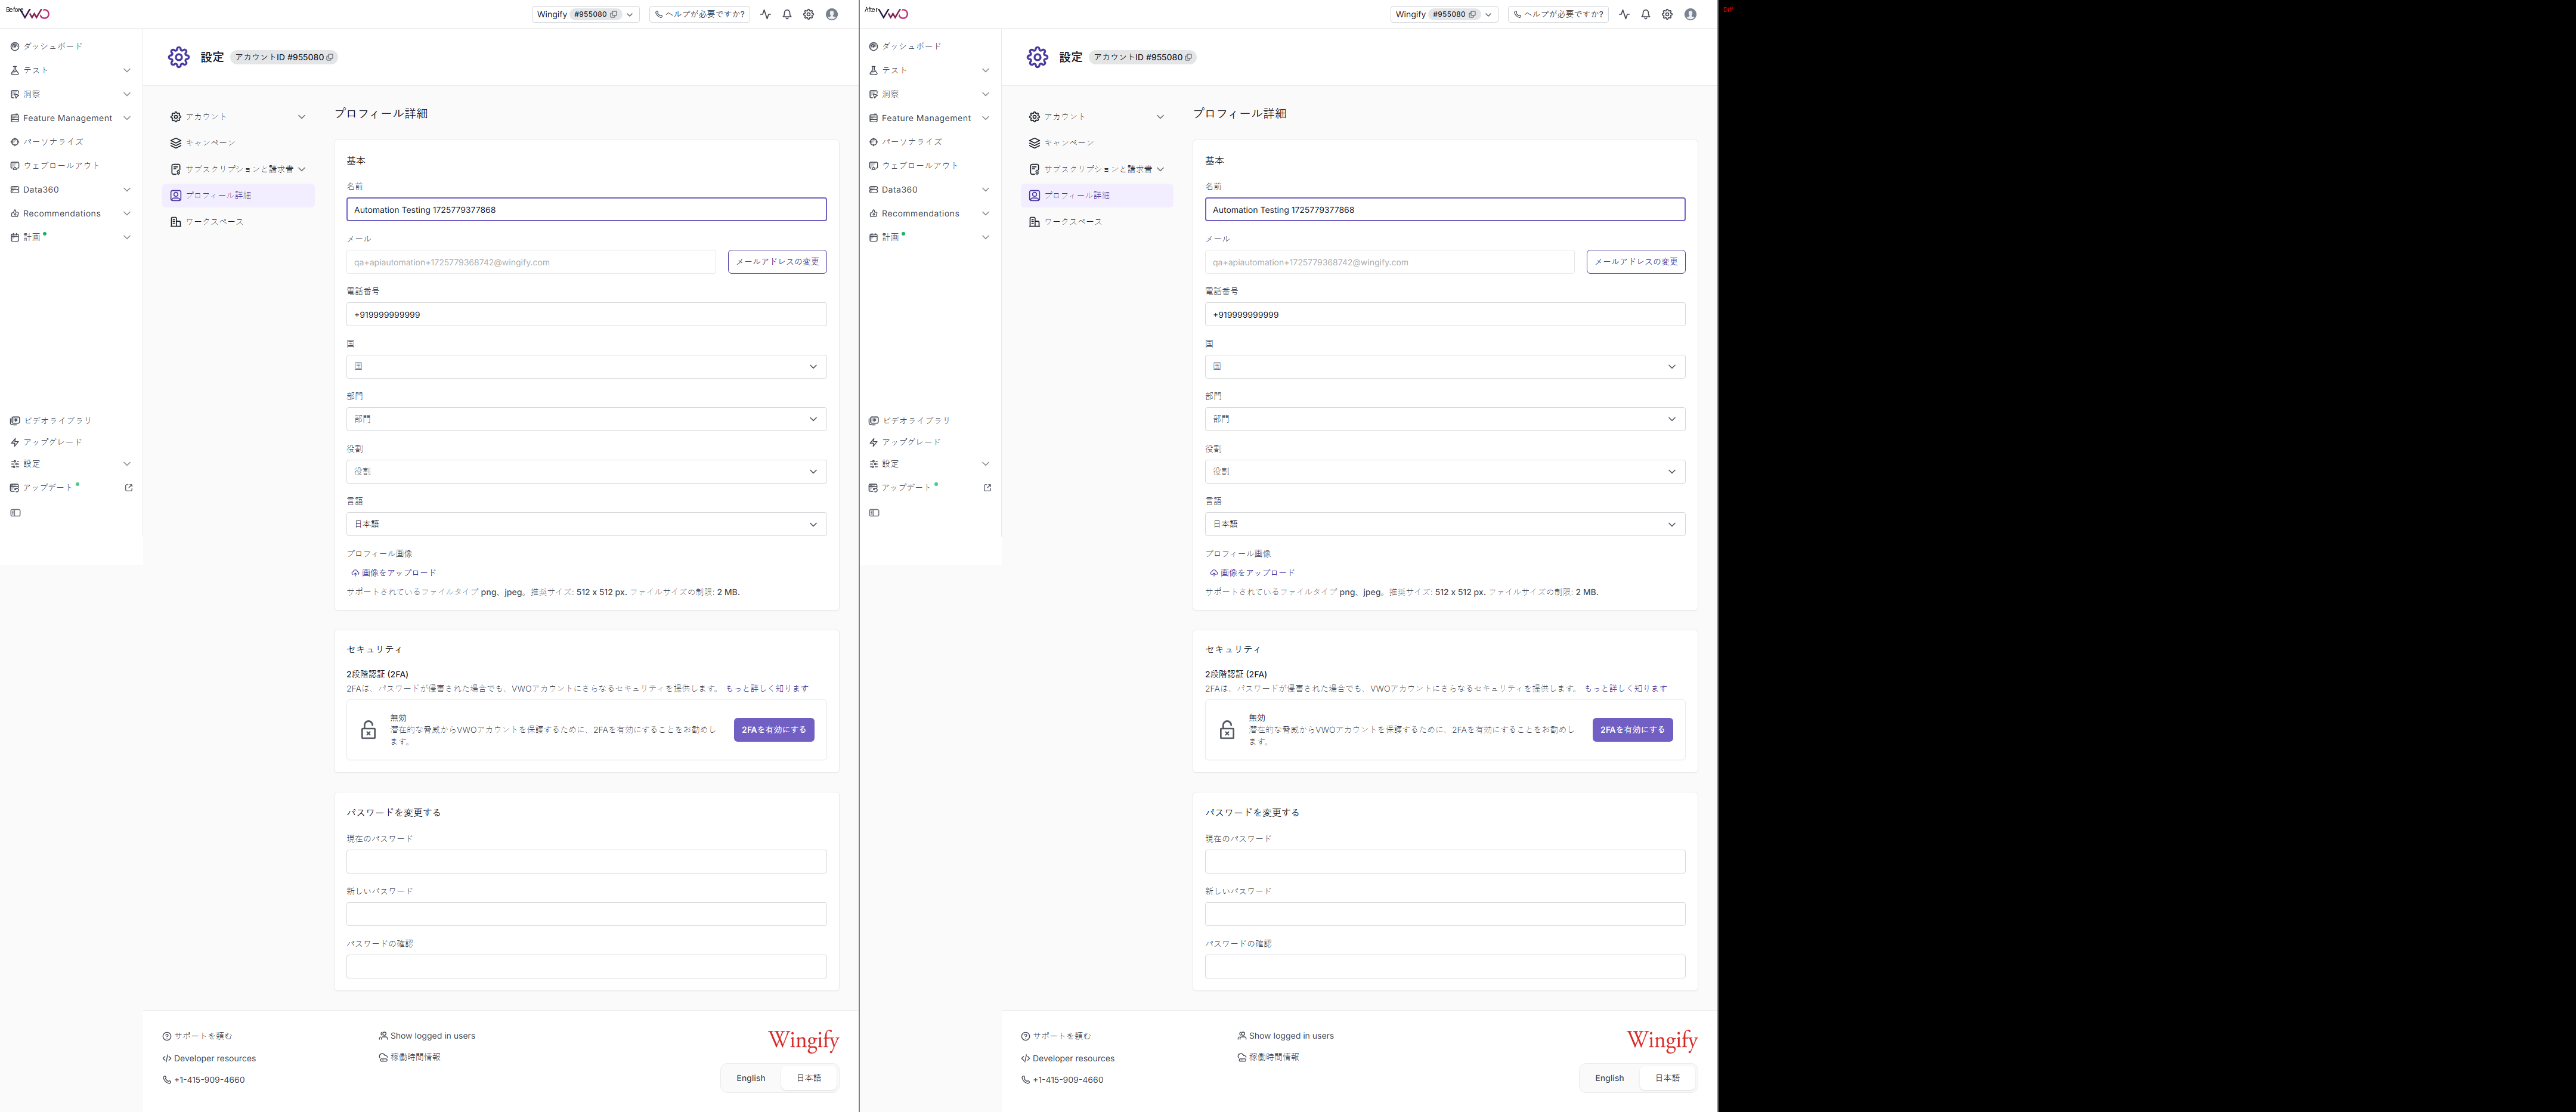 Before
VWO
Wingify #955080
ヘルプが必要ですか?
ダッシュボード
テスト
洞察
Feature Management
パーソナライズ
ウェブロールアウト
Data360
Recommendations
計画
ビデオライブラリ
アップグレード
設定
アップデート
設定 アカウントID #955080
アカウント
キャンペーン
サブスクリプションと請求書
プロフィール詳細
ワークスペース
プロフィール詳細
基本
名前
Automation Testing 1725779377868
メール
qa+apiautomation+1725779368742@wingify.com
メールアドレスの変更
電話番号
+919999999999
国
国
部門
部門
役割
役割
言語
日本語
プロフィール画像
画像をアップロード
サポートされているファイルタイプ png、jpeg。推奨サイズ: 512 x 512 px. ファイルサイズの制限: 2 MB.
セキュリティ
2段階認証 (2FA)
2FAは、パスワードが侵害された場合でも、VWOアカウントにさらなるセキュリティを提供します。 もっと詳しく知ります
無効
潜在的な脅威からVWOアカウントを保護するために、2FAを有効にすることをお勧めし
ます。
2FAを有効にする
パスワードを変更する
現在のパスワード
新しいパスワード
パスワードの確認
サポートを頼む
Developer resources
+1-415-909-4660
Show logged in users
稼働時間情報
Wingify
English 日本語
After
VWO
Wingify #955080
ヘルプが必要ですか?
ダッシュボード
テスト
洞察
Feature Management
パーソナライズ
ウェブロールアウト
Data360
Recommendations
計画
ビデオライブラリ
アップグレード
設定
アップデート
設定 アカウントID #955080
アカウント
キャンペーン
サブスクリプションと請求書
プロフィール詳細
ワークスペース
プロフィール詳細
基本
名前
Automation Testing 1725779377868
メール
qa+apiautomation+1725779368742@wingify.com
メールアドレスの変更
電話番号
+919999999999
国
国
部門
部門
役割
役割
言語
日本語
プロフィール画像
画像をアップロード
サポートされているファイルタイプ png、jpeg。推奨サイズ: 512 x 512 px. ファイルサイズの制限: 2 MB.
セキュリティ
2段階認証 (2FA)
2FAは、パスワードが侵害された場合でも、VWOアカウントにさらなるセキュリティを提供します。 もっと詳しく知ります
無効
潜在的な脅威からVWOアカウントを保護するために、2FAを有効にすることをお勧めし
ます。
2FAを有効にする
パスワードを変更する
現在のパスワード
新しいパスワード
パスワードの確認
サポートを頼む
Developer resources
+1-415-909-4660
Show logged in users
稼働時間情報
Wingify
English 日本語
Diff